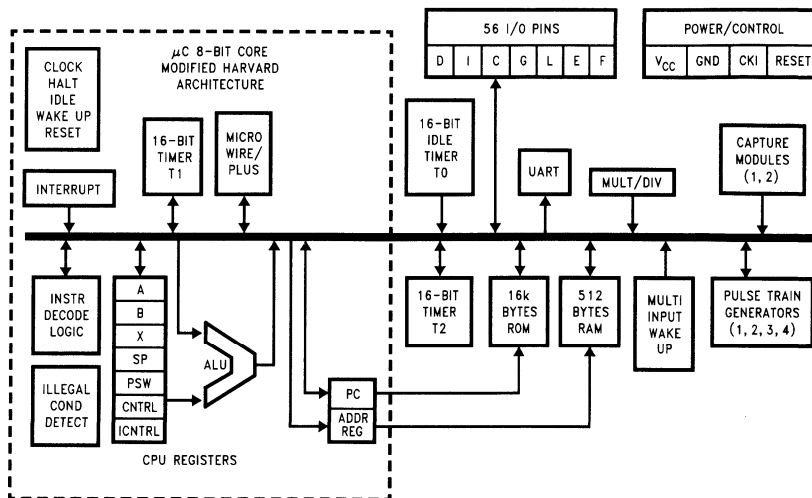 μC 8-BIT CORE
MODIFIED HARVARD
ARCHITECTURE
CLOCK
HALT
IDLE
WAKE UP
RESET
16-BIT
TIMER
T1
MICRO
WIRE/
PLUS
INTERRUPT
56 I/O PINS
D I C G L E F
POWER/CONTROL
VCC GND CKI RESET
16-BIT
IDLE
TIMER
T0
UART
MULT/DIV
CAPTURE
MODULES
(1, 2)
INSTR
DECODE
LOGIC
ILLEGAL
COND
DETECT
A
B
X
SP
PSW
CNTRL
ICNTRL
CPU REGISTERS
ALU
PC
ADDR
REG
16-BIT
TIMER
T2
16k
BYTES
ROM
512
BYTES
RAM
MULTI
INPUT
WAKE
UP
PULSE TRAIN
GENERATORS
(1, 2, 3, 4)